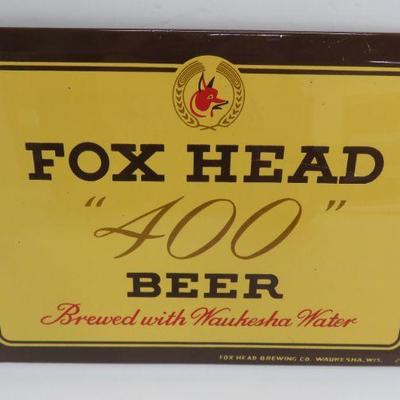 FOX HEAD
"400"
BEER
Brewed with Waukesha Water
FOX HEAD BREWING CO. WAUKESHA, WIS.